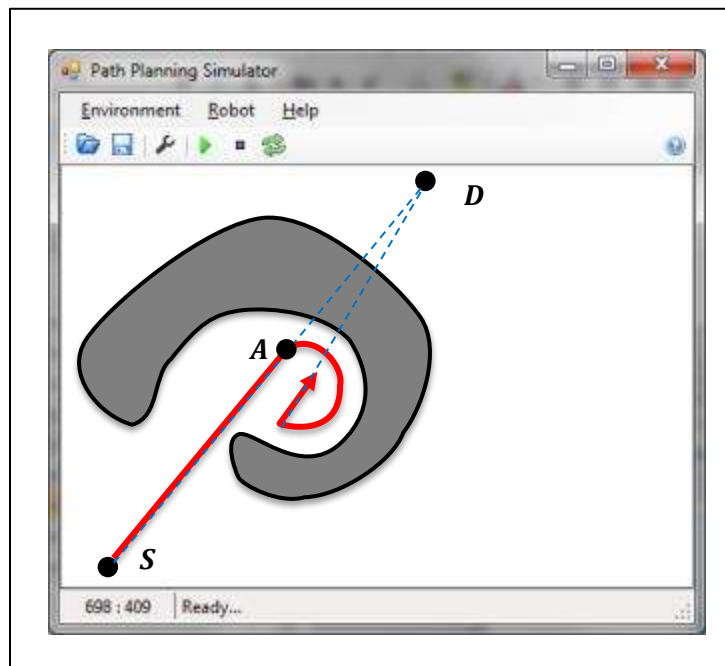 Path Planning Simulator
Environment Robot Help
D
A
S
698 : 409 Ready...